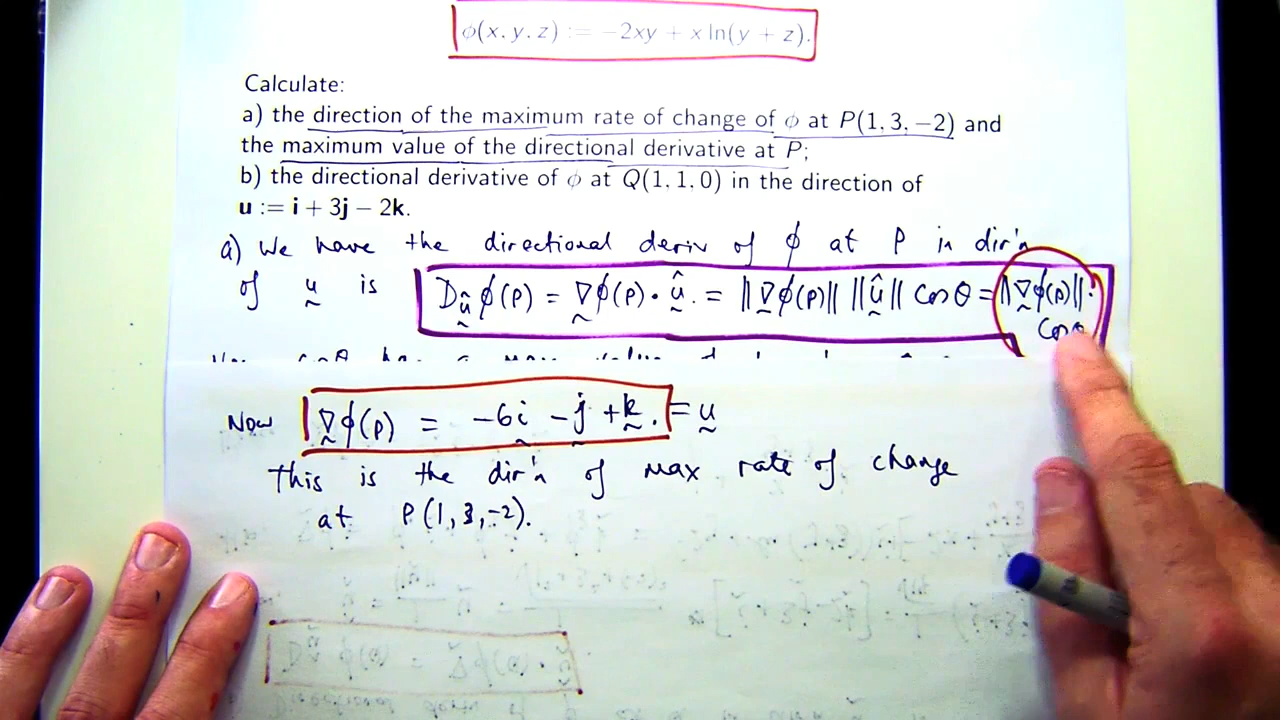 φ(x, y, z) := −2xy + x ln(y + z).
Calculate:
a) the direction of the maximum rate of change of φ at P(1, 3, −2) and
the maximum value of the directional derivative at P;
b) the directional derivative of φ at Q(1, 1, 0) in the direction of
u := i + 3j − 2k.
a) We have the directional deriv of φ at P in dir'n
of u is D_û φ(P) = ∇φ(P) · û = ‖∇φ(P)‖ ‖û‖ cos θ = ‖∇φ(P)‖ ·
cos θ
Now ∇φ(P) = −6i − j + k. = u
This is the dir'n of max rate of change
at P(1, 3, −2).